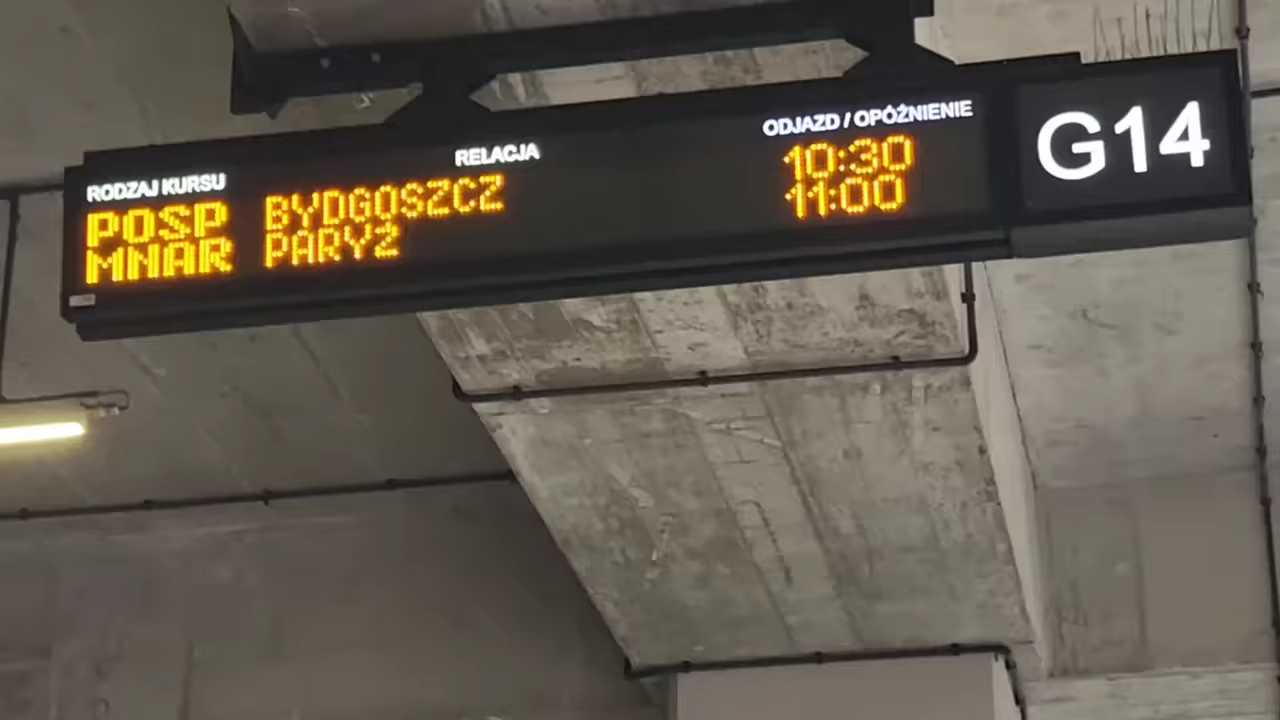 RODZAJ KURSU RELACJA ODJAZD / OPÓŹNIENIE
POSP BYDGOSZCZ 10:30
MNAR PARYŻ 11:00
G14